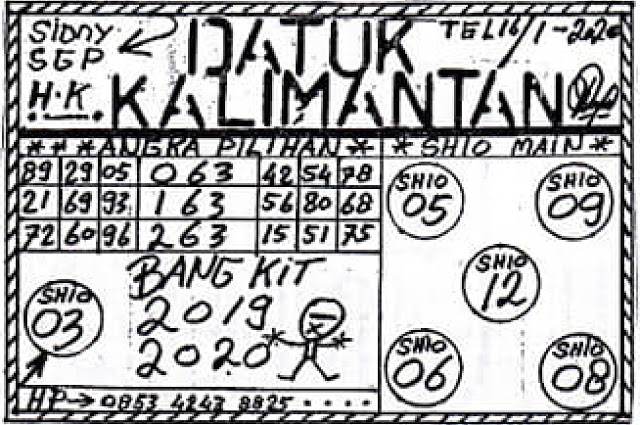 SiDNY
SGP
H.K
DATUK
KALIMANTAN
TEL 16/1-2020
***ANGKA PILIHAN*
*SHIO MAIN*
89 29 05 063 42 54 78
21 69 93 163 56 80 68
72 60 96 263 15 51 75
SHIO
05
SHIO
09
SHIO
12
SHIO
06
SHIO
08
SHIO
03
BANG KIT
2019
2020
HP→ 0853 4243 8825 ....